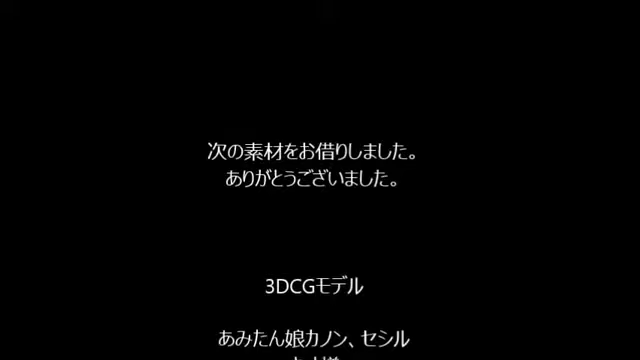 次の素材をお借りしました。
ありがとうございました。
3DCGモデル
あみたん娘カノン、セシル